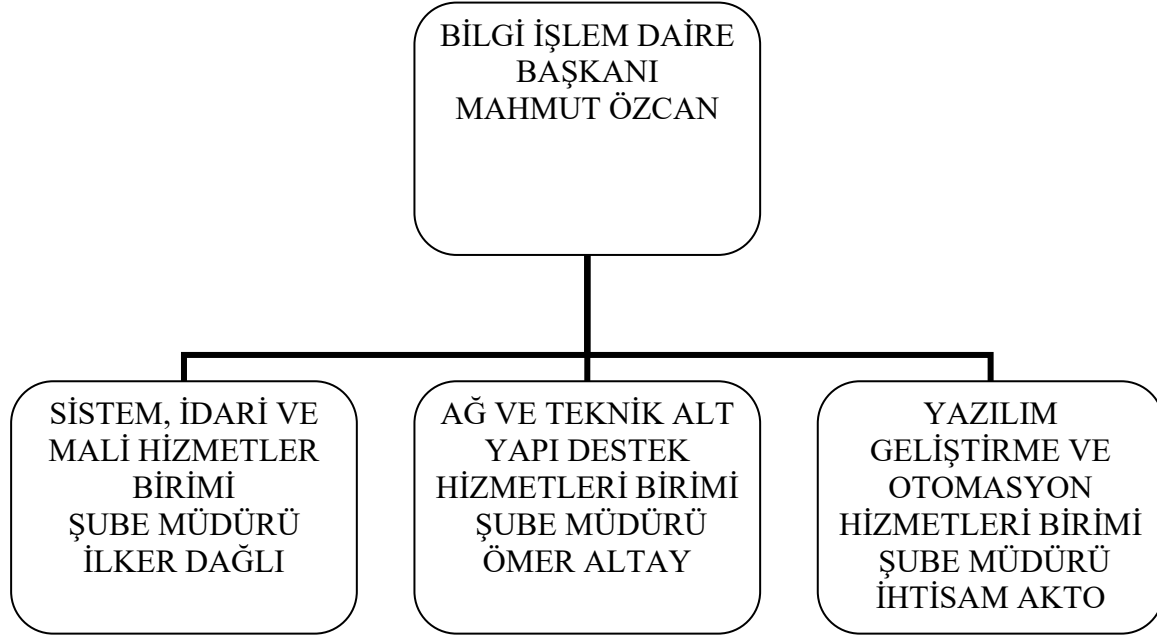 BİLGİ İŞLEM DAİRE
BAŞKANI
MAHMUT ÖZCAN
SİSTEM, İDARİ VE
MALİ HİZMETLER
BİRİMİ
ŞUBE MÜDÜRÜ
İLKER DAĞLI
AĞ VE TEKNİK ALT
YAPI DESTEK
HİZMETLERİ BİRİMİ
ŞUBE MÜDÜRÜ
ÖMER ALTAY
YAZILIM
GELİŞTİRME VE
OTOMASYON
HİZMETLERİ BİRİMİ
ŞUBE MÜDÜRÜ
İHTİSAM AKTO